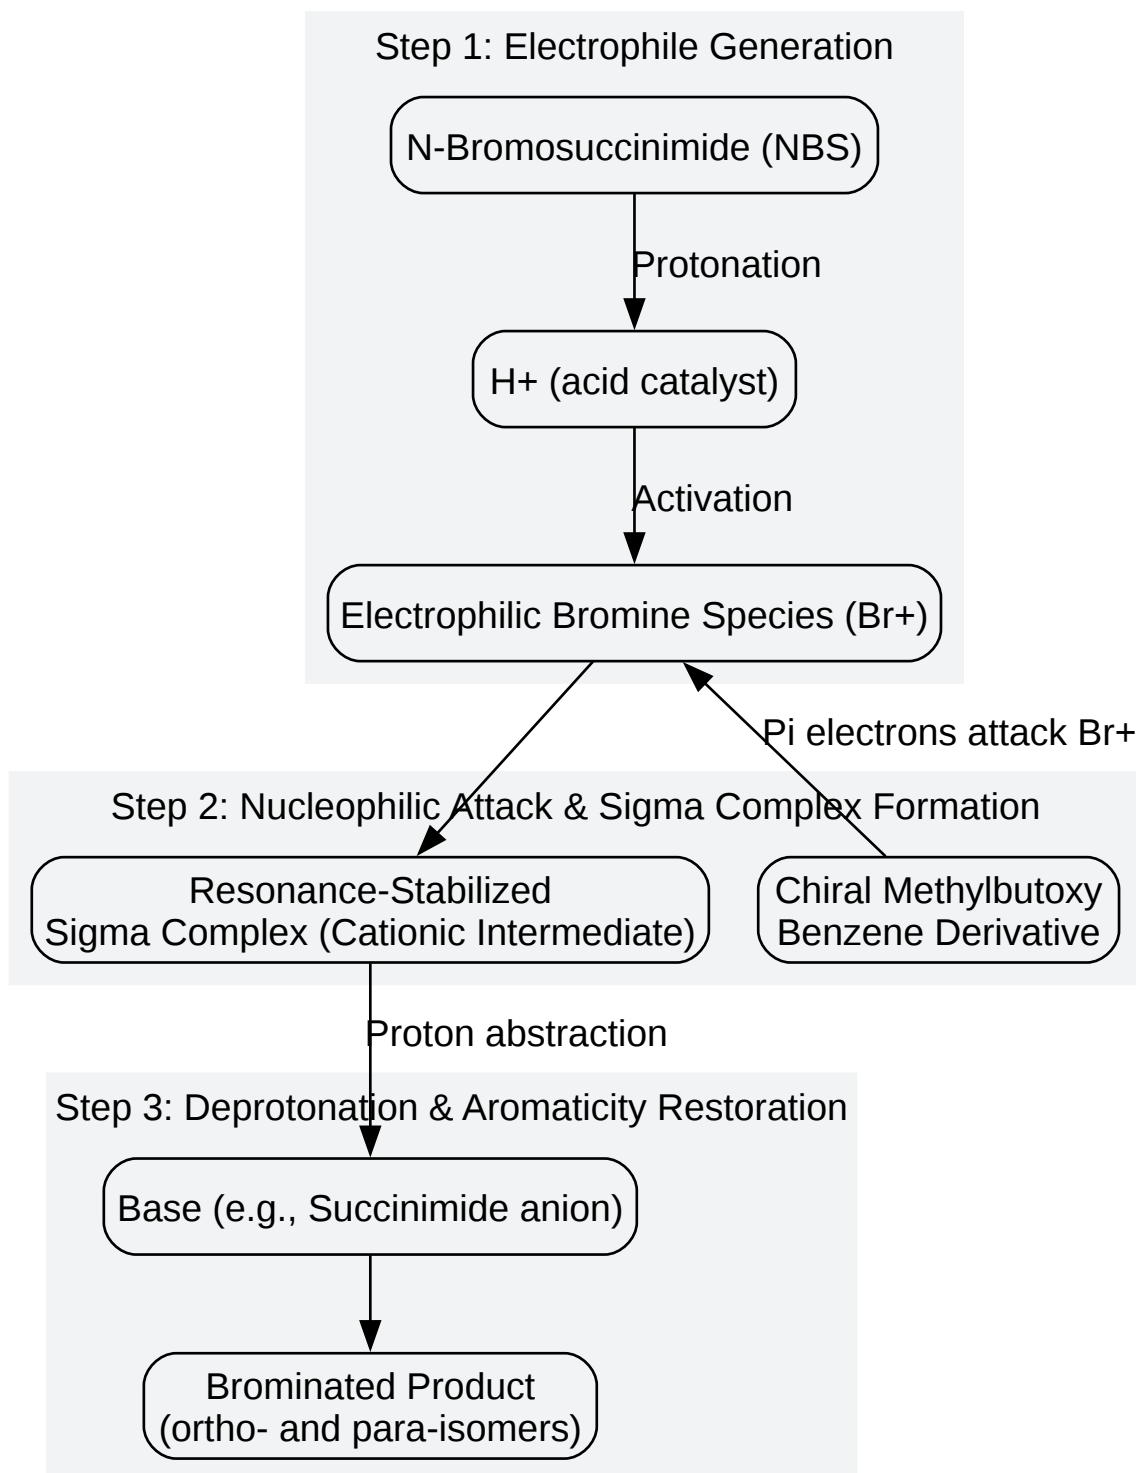 Step 1: Electrophile Generation
N-Bromosuccinimide (NBS)
Protonation
H+ (acid catalyst)
Activation
Electrophilic Bromine Species (Br+)
Pi electrons attack Br+
Step 2: Nucleophilic Attack & Sigma Complex Formation
Resonance-Stabilized
Sigma Complex (Cationic Intermediate)
Chiral Methylbutoxy
Benzene Derivative
Proton abstraction
Step 3: Deprotonation & Aromaticity Restoration
Base (e.g., Succinimide anion)
Brominated Product
(ortho- and para-isomers)